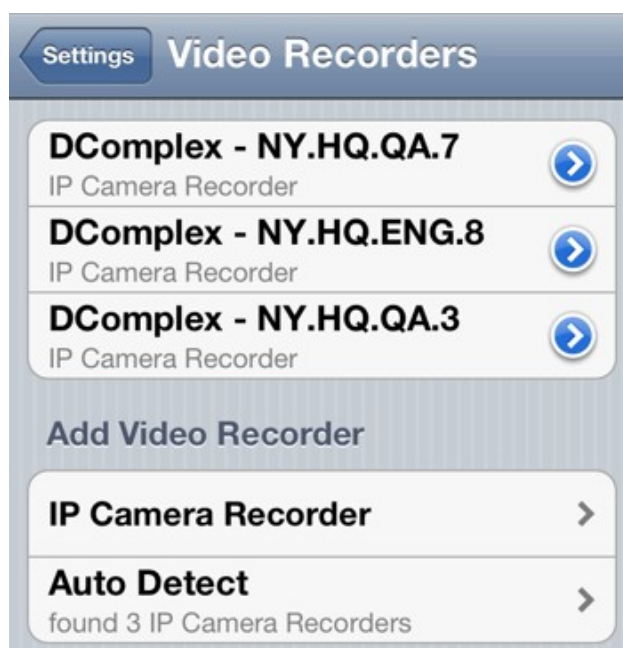 Settings
Video Recorders
DComplex - NY.HQ.QA.7
IP Camera Recorder
DComplex - NY.HQ.ENG.8
IP Camera Recorder
DComplex - NY.HQ.QA.3
IP Camera Recorder
Add Video Recorder
IP Camera Recorder
Auto Detect
found 3 IP Camera Recorders